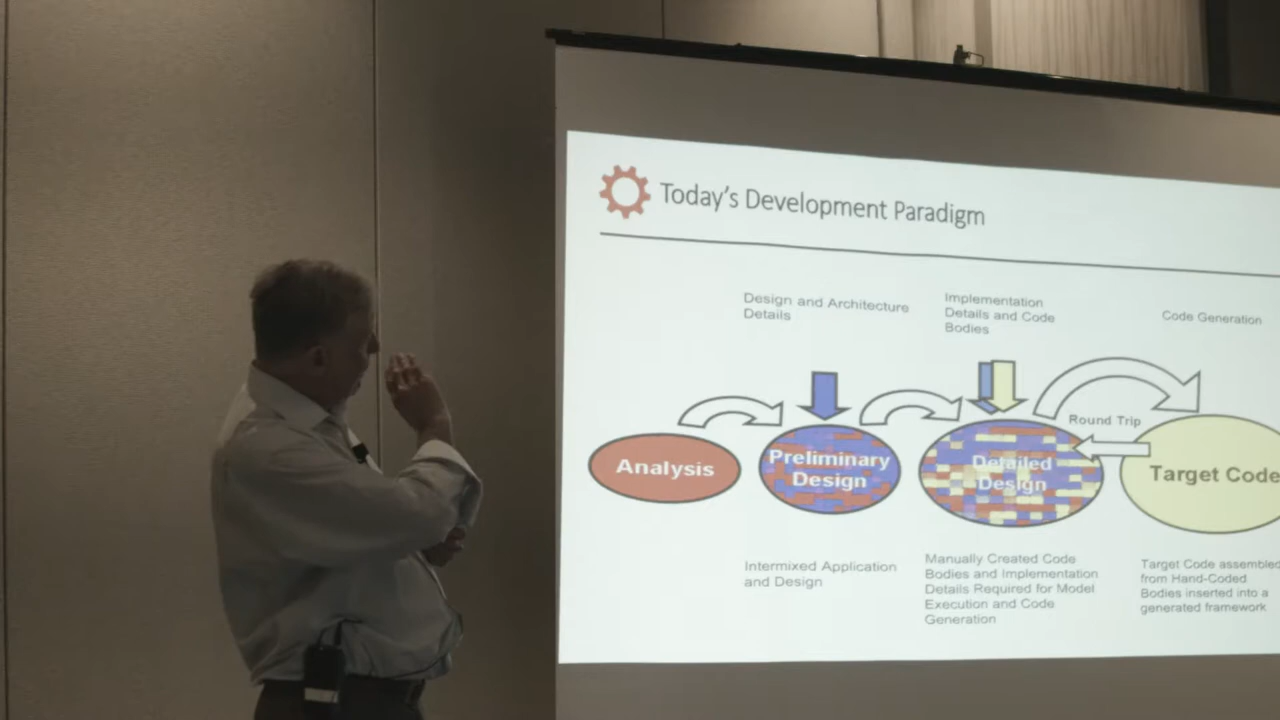 Today's Development Paradigm
Design and Architecture
Details
Implementation
Details and Code
Bodies
Code Generation
Round Trip
Analysis
Preliminary
Design
Detailed
Design
Target Code
Intermixed Application
and Design
Manually Created Code
Bodies and Implementation
Details Required for Model
Execution and Code
Generation
Target Code assembled
from Hand-Coded
Bodies inserted into a
generated framework